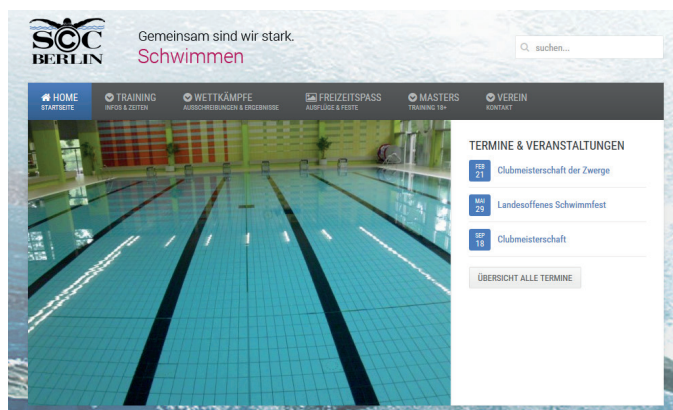 SCC
BERLIN
Gemeinsam sind wir stark.
Schwimmen
suchen...
HOME
STARTSEITE
TRAINING
INFOS & ZEITEN
WETTKÄMPFE
AUSSCHREIBUNGEN & ERGEBNISSE
FREIZEITSPASS
AUSFLÜGE & FESTE
MASTERS
TRAINING 18+
VEREIN
KONTAKT
TERMINE & VERANSTALTUNGEN
FEB
21
Clubmeisterschaft der Zwerge
MAI
29
Landesoffenes Schwimmfest
SEP
18
Clubmeisterschaft
ÜBERSICHT ALLE TERMINE